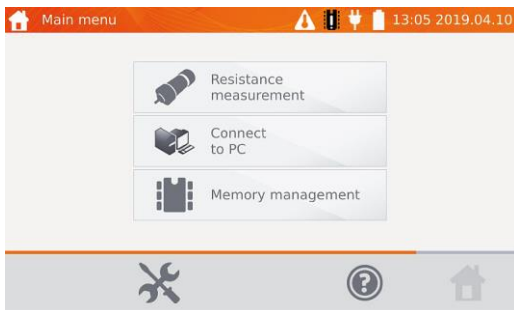 Main menu
13:05 2019.04.10
Resistance
measurement
Connect
to PC
Memory management
?